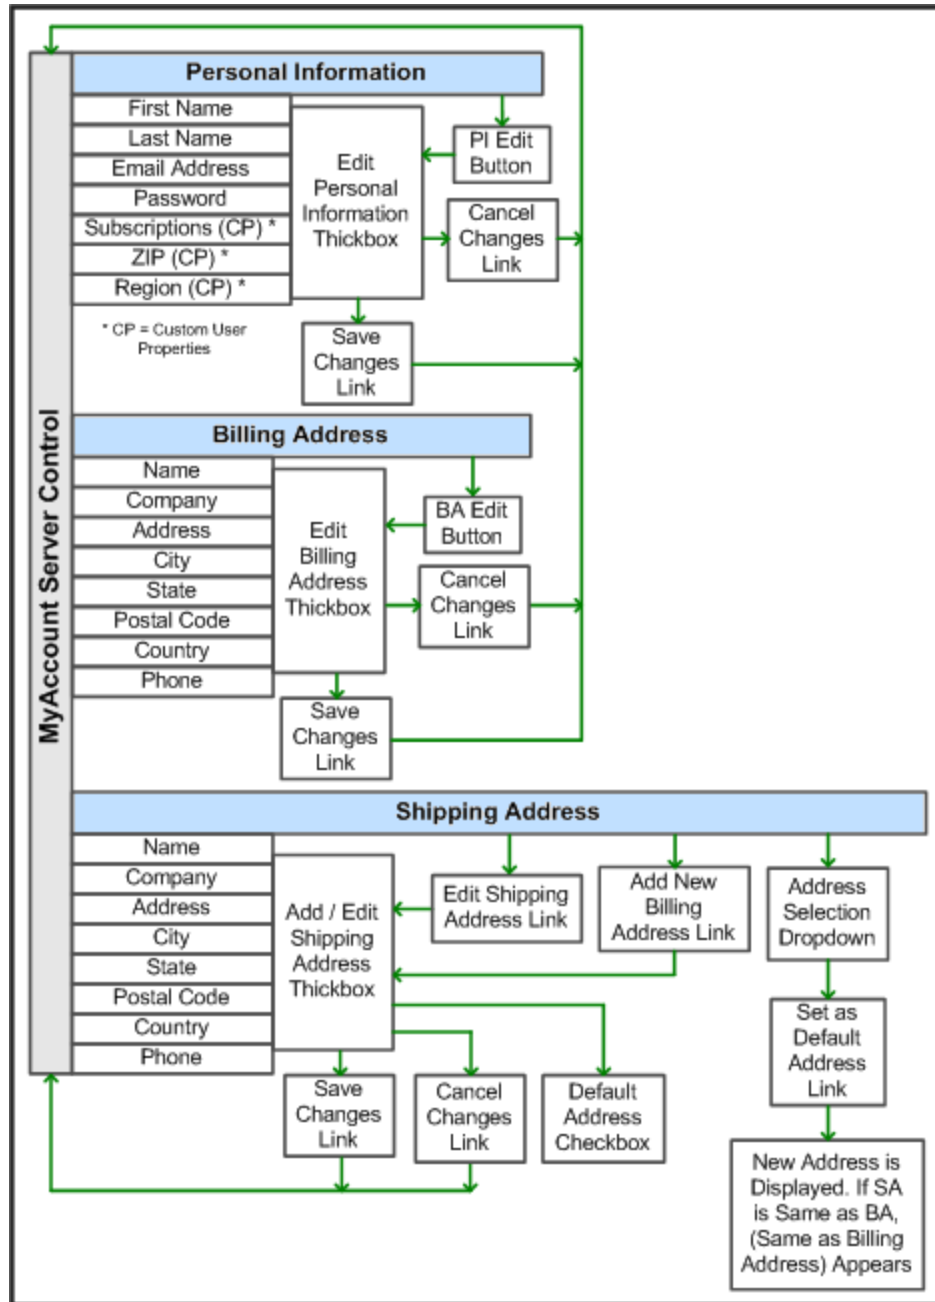 MyAccount Server Control
Personal Information
First Name
Last Name
Email Address
Password
Subscriptions (CP) *
ZIP (CP) *
Region (CP) *
* CP = Custom User
Properties
Edit
Personal
Information
Thickbox
PI Edit
Button
Cancel
Changes
Link
Save
Changes
Link
Billing Address
Name
Company
Address
City
State
Postal Code
Country
Phone
Edit
Billing
Address
Thickbox
BA Edit
Button
Cancel
Changes
Link
Save
Changes
Link
Shipping Address
Name
Company
Address
City
State
Postal Code
Country
Phone
Add / Edit
Shipping
Address
Thickbox
Edit Shipping
Address Link
Add New
Billing
Address Link
Address
Selection
Dropdown
Set as
Default
Address
Link
Save
Changes
Link
Cancel
Changes
Link
Default
Address
Checkbox
New Address is
Displayed. If SA
is Same as BA,
(Same as Billing
Address) Appears